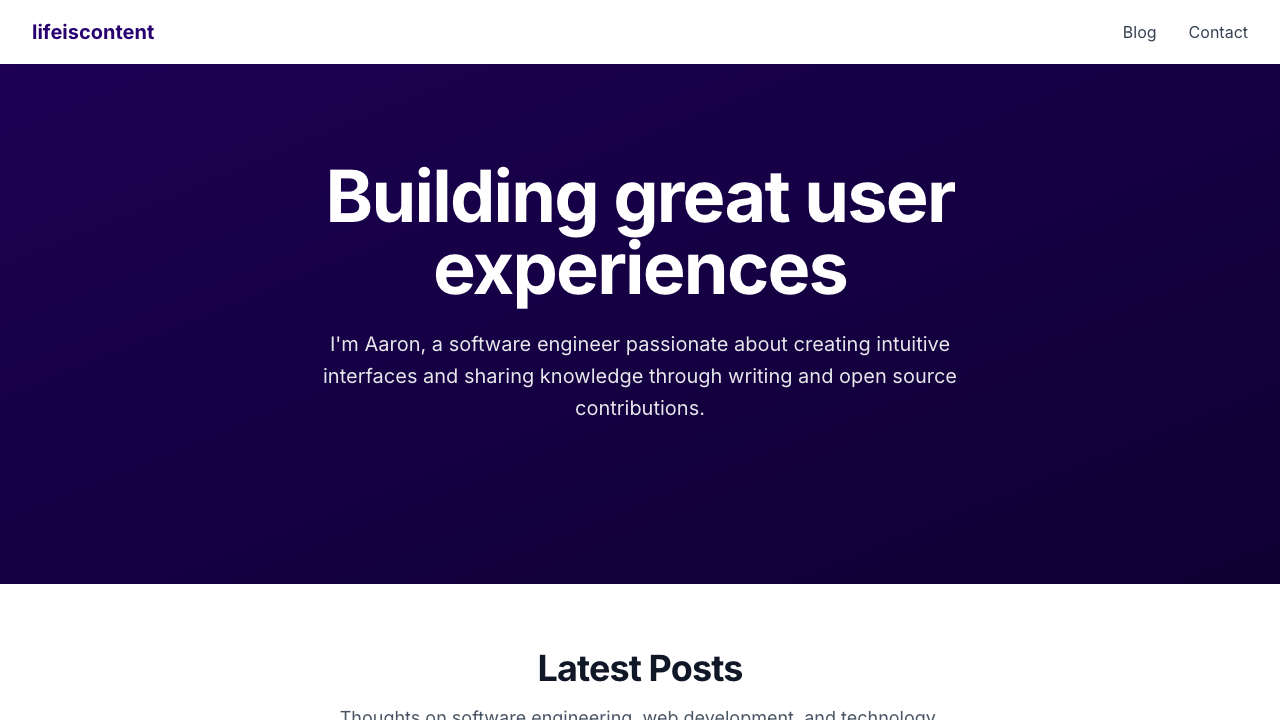 lifeiscontent
Blog
Contact
Building great user
experiences
I'm Aaron, a software engineer passionate about creating intuitive
interfaces and sharing knowledge through writing and open source
contributions.
Latest Posts
Thoughts on software engineering, web development, and technology.